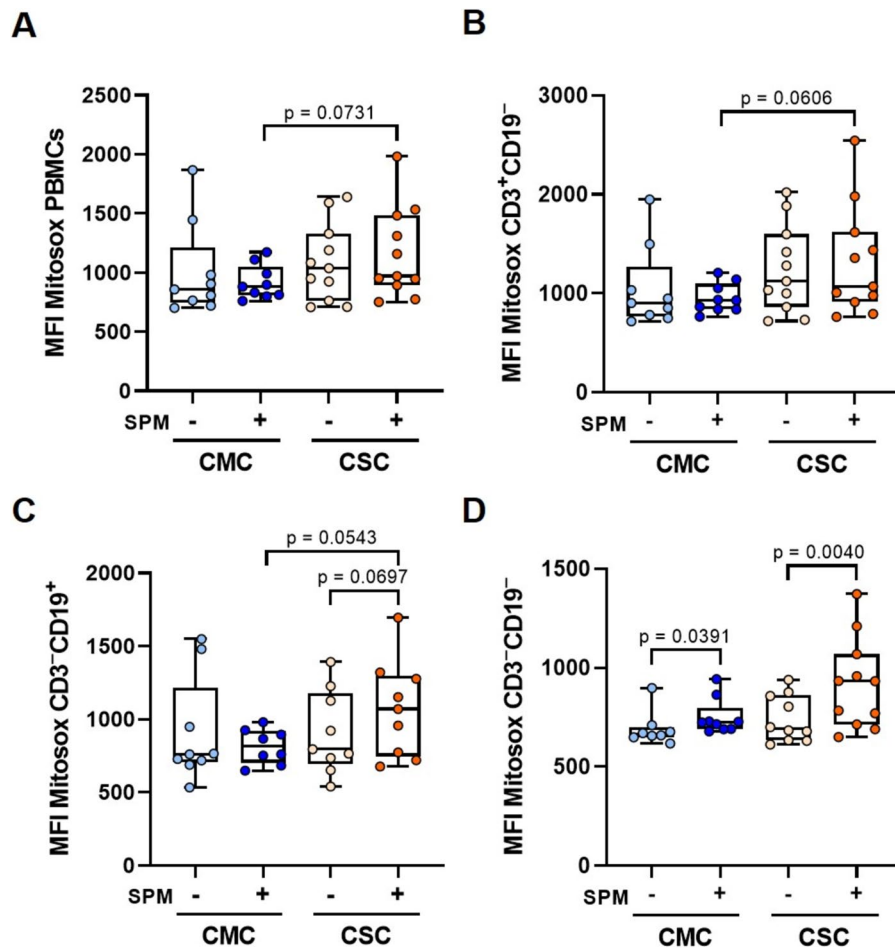 A
MFI Mitosox PBMCs
2500
2000
1500
1000
500
0
p = 0.0731
SPM - + - +
CMC CSC
B
MFI Mitosox CD3⁺CD19⁻
3000
2000
1000
0
p = 0.0606
SPM - + - +
CMC CSC
C
MFI Mitosox CD3⁻CD19⁺
2000
1500
1000
500
0
p = 0.0543
p = 0.0697
SPM - + - +
CMC CSC
D
MFI Mitosox CD3⁻CD19⁻
1500
1000
500
0
p = 0.0040
p = 0.0391
SPM - + - +
CMC CSC